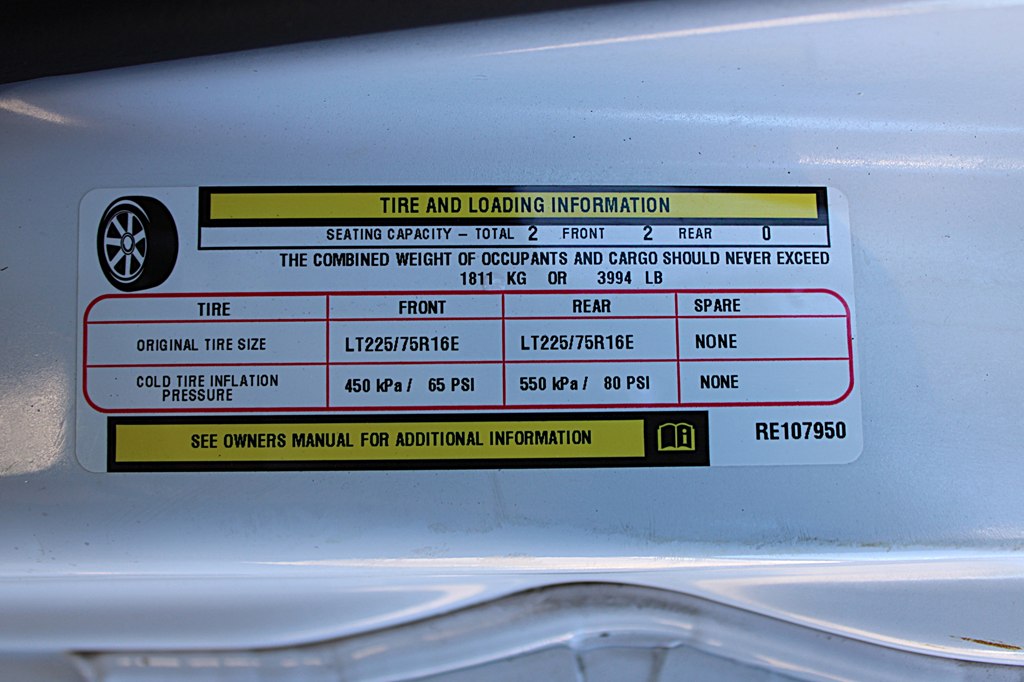 TIRE AND LOADING INFORMATION
SEATING CAPACITY – TOTAL 2 FRONT 2 REAR 0
THE COMBINED WEIGHT OF OCCUPANTS AND CARGO SHOULD NEVER EXCEED
1811 KG OR 3994 LB
TIRE FRONT REAR SPARE
ORIGINAL TIRE SIZE LT225/75R16E LT225/75R16E NONE
COLD TIRE INFLATION
PRESSURE 450 kPa / 65 PSI 550 kPa / 80 PSI NONE
SEE OWNERS MANUAL FOR ADDITIONAL INFORMATION
RE107950